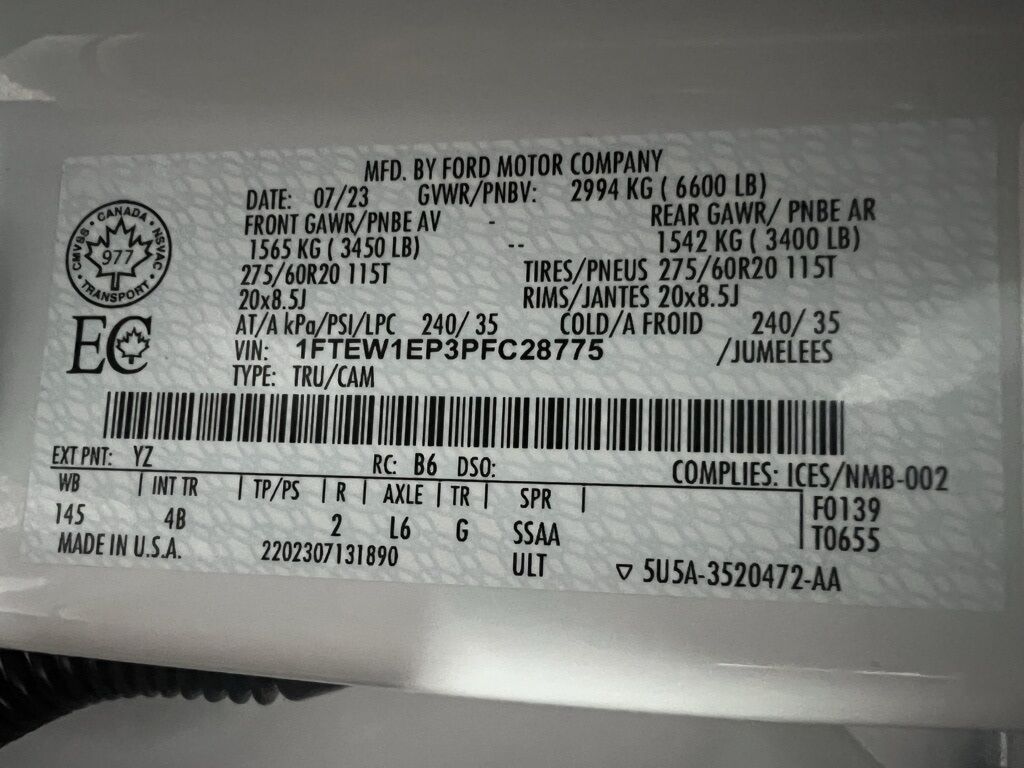 MFD. BY FORD MOTOR COMPANY
DATE: 07/23 GVWR/PNBV: 2994 KG ( 6600 LB)
FRONT GAWR/PNBE AV - REAR GAWR/ PNBE AR
1565 KG ( 3450 LB) -- 1542 KG ( 3400 LB)
275/60R20 115T TIRES/PNEUS 275/60R20 115T
20x8.5J RIMS/JANTES 20x8.5J
AT/A kPa/PSI/LPC 240/ 35 COLD/A FROID 240/ 35
VIN: 1FTEW1EP3PFC28775 /JUMELEES
TYPE: TRU/CAM
CMVSS • CANADA • NSVAC • TRANSPORT •
977
EC
EXT PNT: YZ RC: B6 DSO: COMPLIES: ICES/NMB-002
WB | INT TR | TP/PS | R | AXLE | TR | SPR | F0139
145 4B 2 L6 G SSAA T0655
MADE IN U.S.A. 2202307131890 ULT ▽ 5U5A-3520472-AA